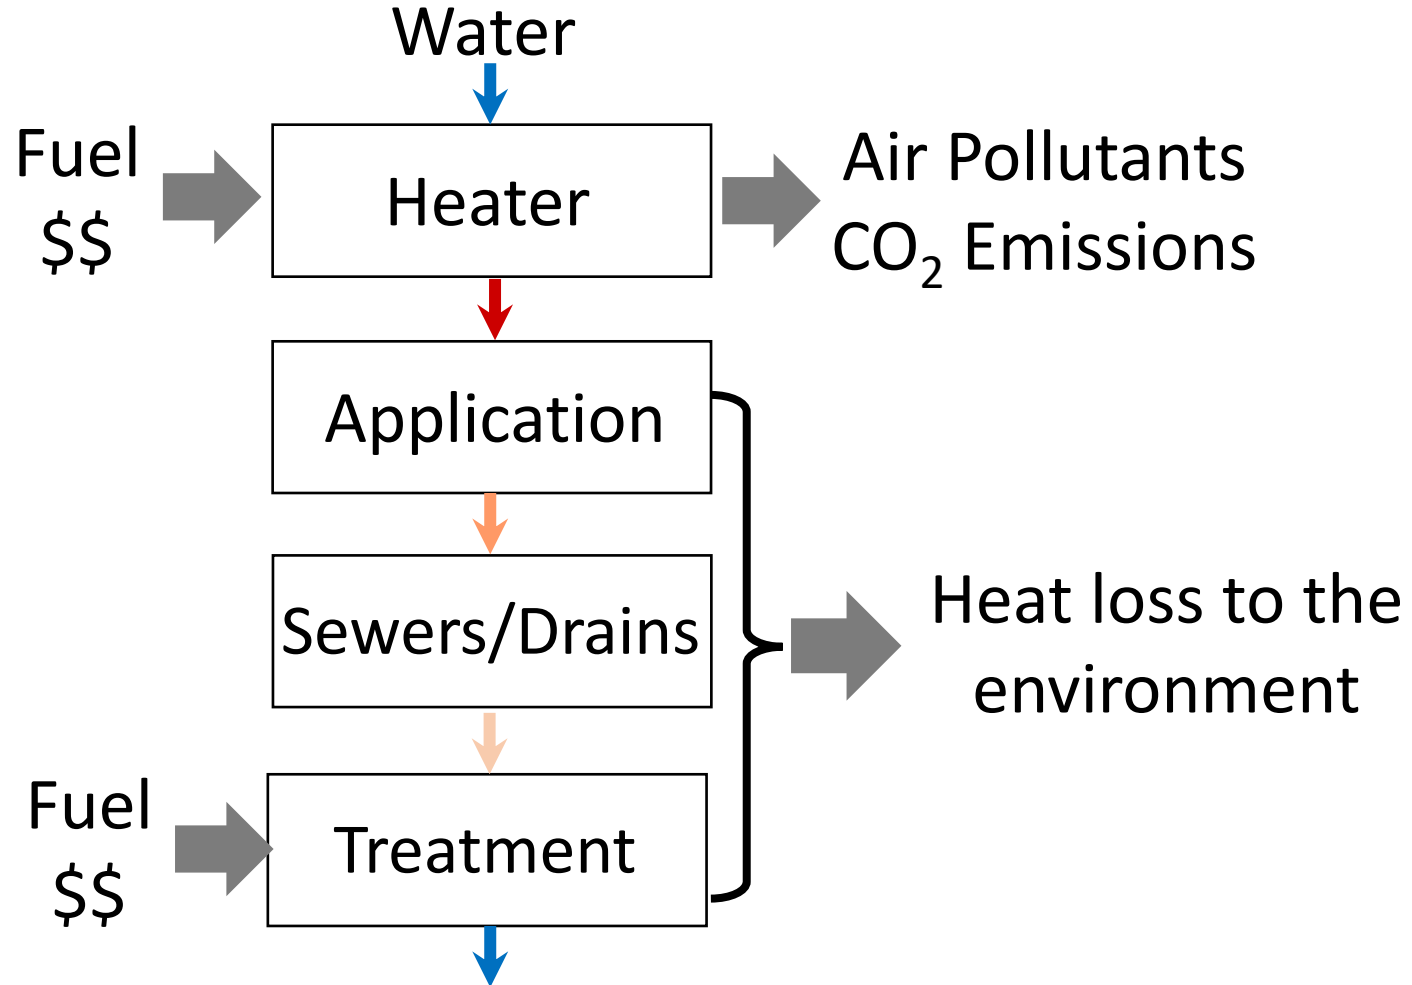 Water
Fuel
$$
Heater
Air Pollutants
CO₂ Emissions
Application
Sewers/Drains
Heat loss to the
environment
Fuel
$$
Treatment